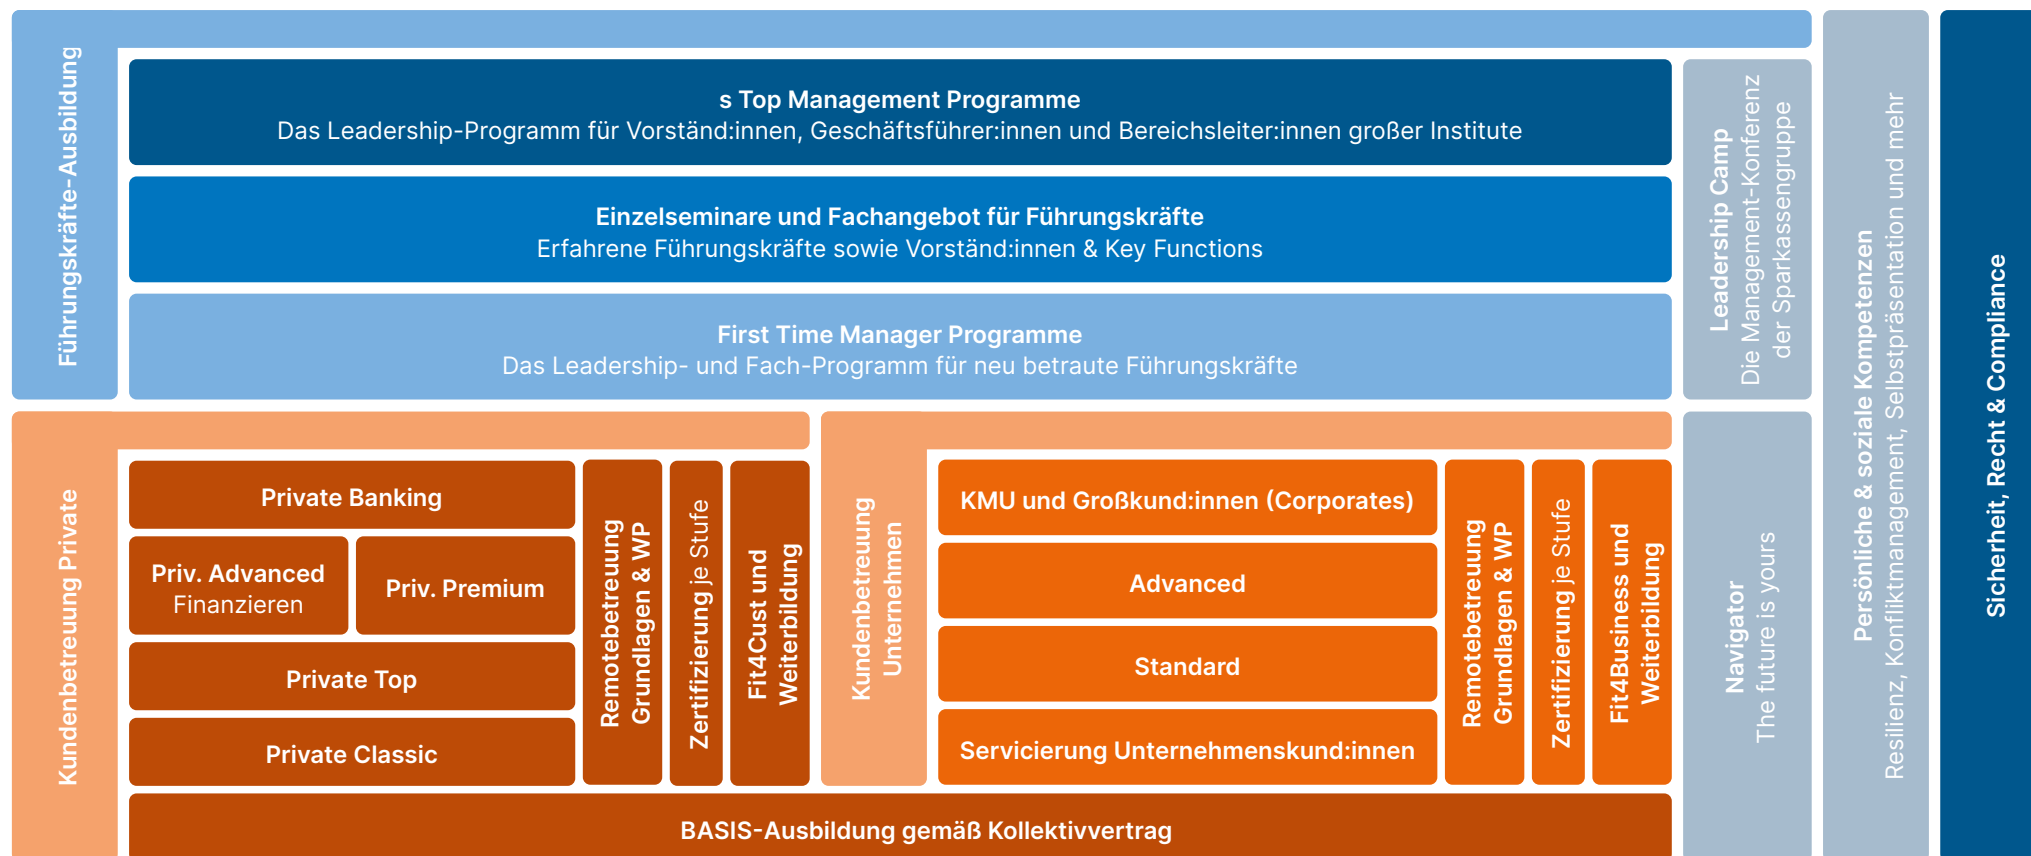 Führungskräfte-Ausbildung
s Top Management Programme
Das Leadership-Programm für Vorständ:innen, Geschäftsführer:innen und Bereichsleiter:innen großer Institute
Einzelseminare und Fachangebot für Führungskräfte
Erfahrene Führungskräfte sowie Vorständ:innen & Key Functions
First Time Manager Programme
Das Leadership- und Fach-Programm für neu betraute Führungskräfte
Leadership Camp
Die Management-Konferenz
der Sparkassengruppe
Kundenbetreuung Private
Private Banking
Priv. Advanced
Finanzieren
Priv. Premium
Private Top
Private Classic
Remotebetreuung
Grundlagen & WP
Zertifizierung je Stufe
Fit4Cust und
Weiterbildung
Kundenbetreuung
Unternehmen
KMU und Großkund:innen (Corporates)
Advanced
Standard
Servicierung Unternehmenskund:innen
Remotebetreuung
Grundlagen & WP
Zertifizierung je Stufe
Fit4Business und
Weiterbildung
BASIS-Ausbildung gemäß Kollektivvertrag
Navigator
The future is yours
Persönliche & soziale Kompetenzen
Resilienz, Konfliktmanagement, Selbstpräsentation und mehr
Sicherheit, Recht & Compliance